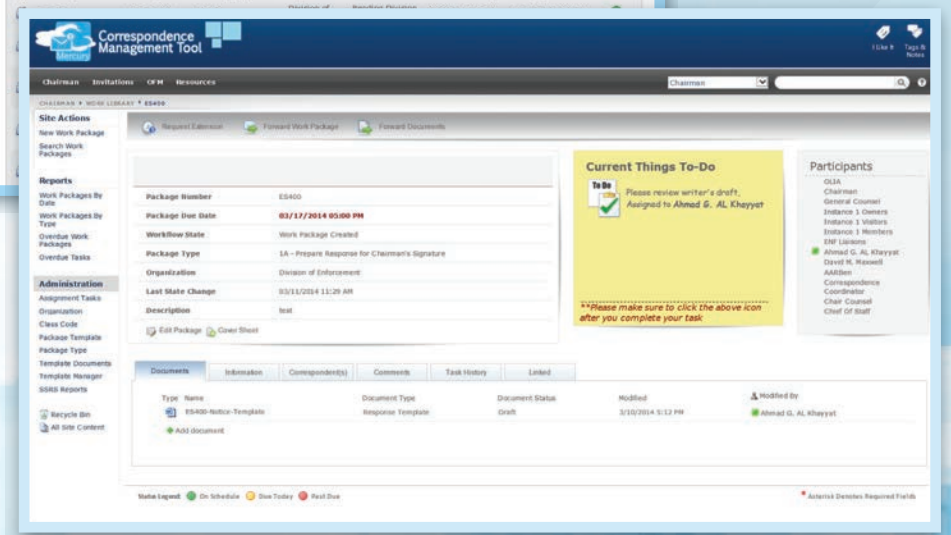 Division of Pending Division
Correspondence
Management Tool
Mercury
I Like It
Tags &
Notes
Chairman Invitations OFM Resources
Chairman
CHAIRMAN WORK LIBRARY ES400
Site Actions
New Work Package
Search Work
Packages
Reports
Work Packages By
Date
Work Packages By
Type
Overdue Work
Packages
Overdue Tasks
Administration
Assignment Tasks
Organization
Class Code
Package Template
Package Type
Template Documents
Template Manager
SSRS Reports
Recycle Bin
All Site Content
Request Extension Forward Work Package Forward Documents
Package Number ES400
Package Due Date 03/17/2014 05:00 PM
Workflow State Work Package Created
Package Type 1A - Prepare Response for Chairman's Signature
Organization Division of Enforcement
Last State Change 03/11/2014 11:29 AM
Description test
Edit Package Cover Sheet
Current Things To-Do
To Do
Please review writer's draft,
Assigned to Ahmad G. AL Khayyat
**Please make sure to click the above icon
after you complete your task
Participants
OLIA
Chairman
General Counsel
Instance 1 Owners
Instance 1 Visitors
Instance 1 Members
ENF Liaisons
Ahmad G. AL Khayyat
David M. Maxwell
AARBen
Correspondence
Coordinator
Chair Counsel
Chief Of Staff
Documents Information Correspondent(s) Comments Task History Linked
Type Name Document Type Document Status Modified Modified By
ES400-Notice-Template Response Template Draft 3/10/2014 5:12 PM Ahmad G. AL Khayyat
Add document
Status Legend: On Schedule Due Today Past Due
* Asterisk Denotes Required Fields